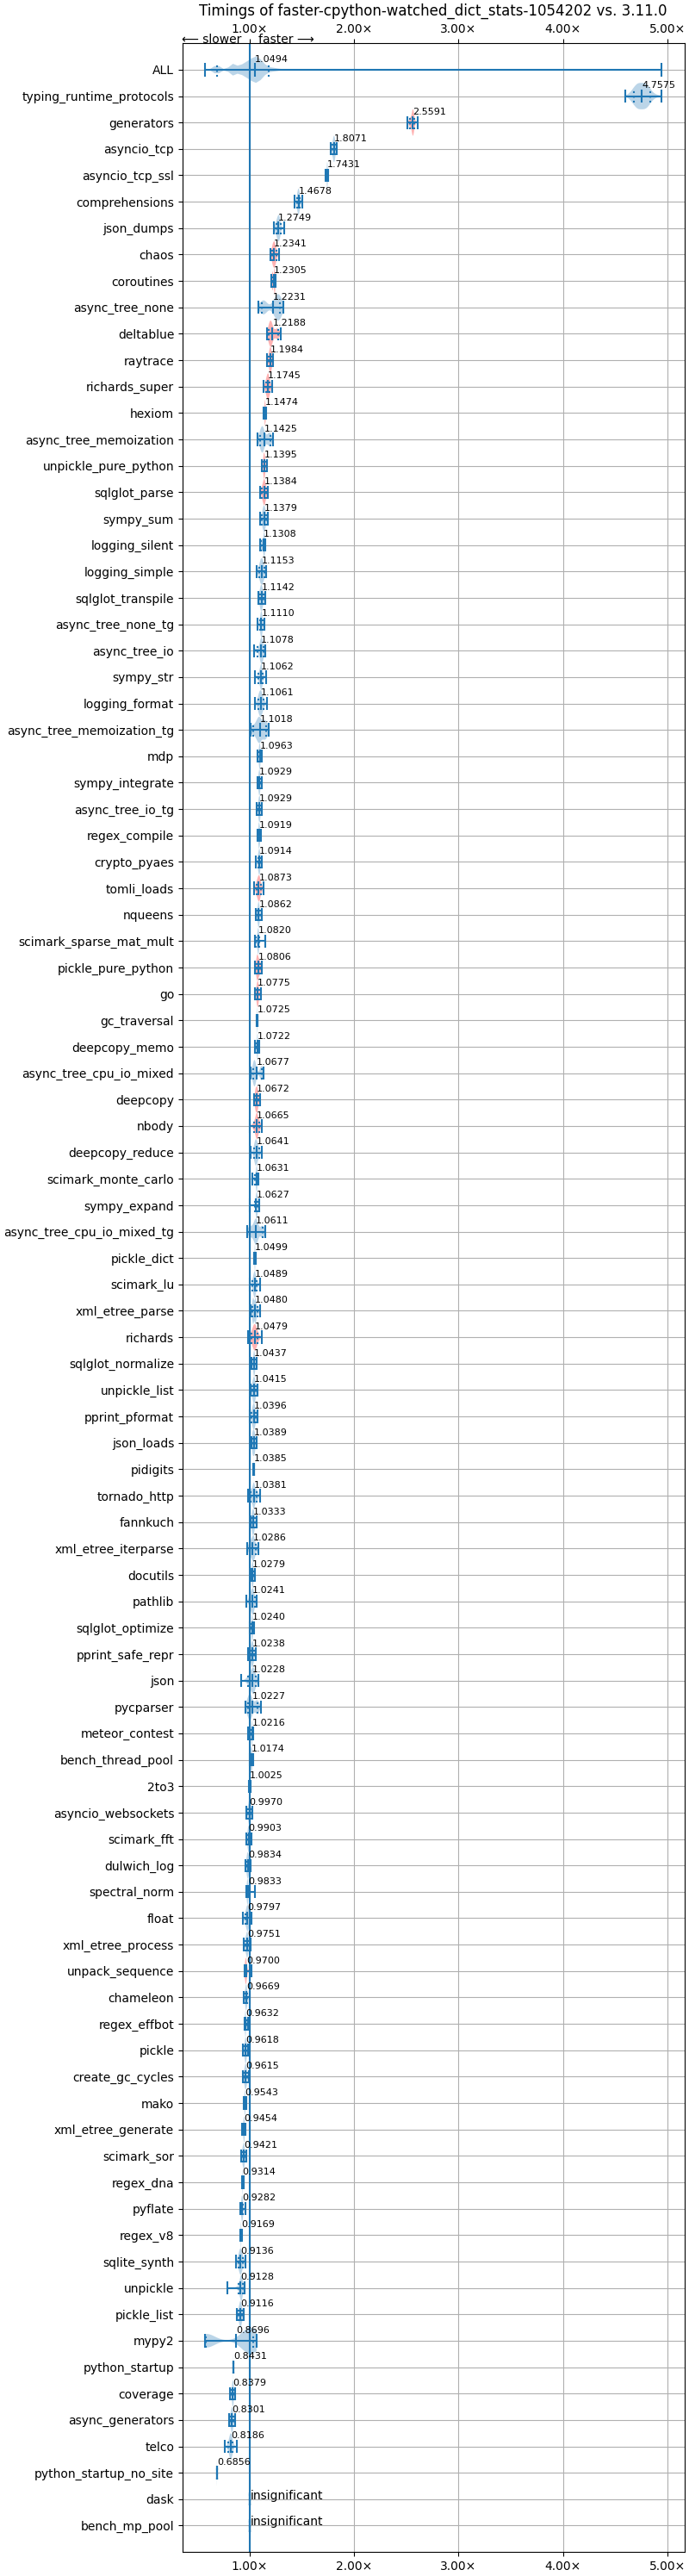 Timings of faster-cpython-watched_dict_stats-1054202 vs. 3.11.0
1.00× 2.00× 3.00× 4.00× 5.00×
⟵ slower faster ⟶
ALL 1.0494
typing_runtime_protocols 4.7575
generators 2.5591
asyncio_tcp 1.8071
asyncio_tcp_ssl 1.7431
comprehensions 1.4678
json_dumps 1.2749
chaos 1.2341
coroutines 1.2305
async_tree_none 1.2231
deltablue 1.2188
raytrace 1.1984
richards_super 1.1745
hexiom 1.1474
async_tree_memoization 1.1425
unpickle_pure_python 1.1395
sqlglot_parse 1.1384
sympy_sum 1.1379
logging_silent 1.1308
logging_simple 1.1153
sqlglot_transpile 1.1142
async_tree_none_tg 1.1110
async_tree_io 1.1078
sympy_str 1.1062
logging_format 1.1061
async_tree_memoization_tg 1.1018
mdp 1.0963
sympy_integrate 1.0929
async_tree_io_tg 1.0929
regex_compile 1.0919
crypto_pyaes 1.0914
tomli_loads 1.0873
nqueens 1.0862
scimark_sparse_mat_mult 1.0820
pickle_pure_python 1.0806
go 1.0775
gc_traversal 1.0725
deepcopy_memo 1.0722
async_tree_cpu_io_mixed 1.0677
deepcopy 1.0672
nbody 1.0665
deepcopy_reduce 1.0641
scimark_monte_carlo 1.0631
sympy_expand 1.0627
async_tree_cpu_io_mixed_tg 1.0611
pickle_dict 1.0499
scimark_lu 1.0489
xml_etree_parse 1.0480
richards 1.0479
sqlglot_normalize 1.0437
unpickle_list 1.0415
pprint_pformat 1.0396
json_loads 1.0389
pidigits 1.0385
tornado_http 1.0381
fannkuch 1.0333
xml_etree_iterparse 1.0286
docutils 1.0279
pathlib 1.0241
sqlglot_optimize 1.0240
pprint_safe_repr 1.0238
json 1.0228
pycparser 1.0227
meteor_contest 1.0216
bench_thread_pool 1.0174
2to3 1.0025
asyncio_websockets 0.9970
scimark_fft 0.9903
dulwich_log 0.9834
spectral_norm 0.9833
float 0.9797
xml_etree_process 0.9751
unpack_sequence 0.9700
chameleon 0.9669
regex_effbot 0.9632
pickle 0.9618
create_gc_cycles 0.9615
mako 0.9543
xml_etree_generate 0.9454
scimark_sor 0.9421
regex_dna 0.9314
pyflate 0.9282
regex_v8 0.9169
sqlite_synth 0.9136
unpickle 0.9128
pickle_list 0.9116
mypy2 0.8696
python_startup 0.8431
coverage 0.8379
async_generators 0.8301
telco 0.8186
python_startup_no_site 0.6856
dask insignificant
bench_mp_pool insignificant
1.00× 2.00× 3.00× 4.00× 5.00×